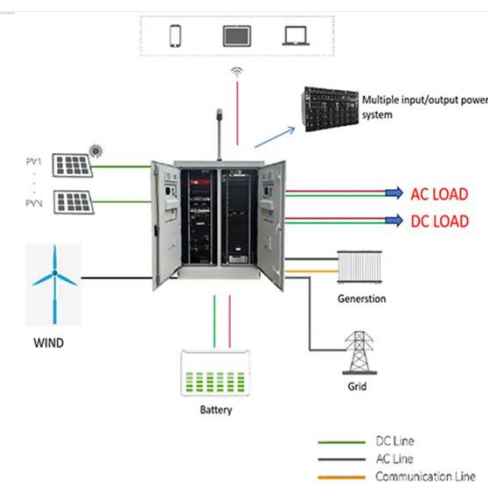 Multiple input/output power
system
PV1
PVN
AC LOAD
DC LOAD
WIND
Generstion
Grid
Battery
DC Line
AC Line
Communication Line